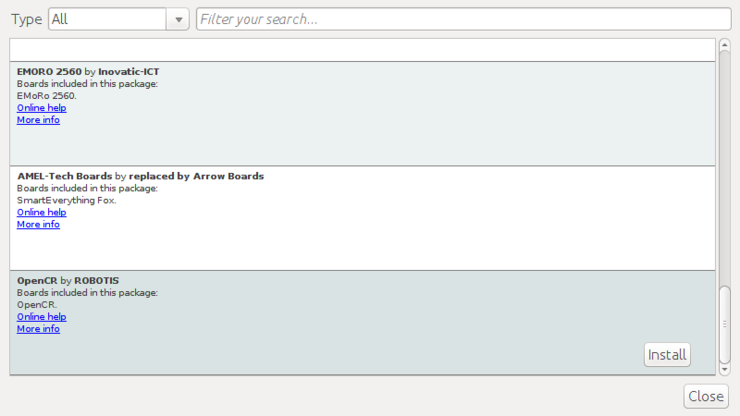 Type All Filter your search...
EMORO 2560 by Inovatic-ICT
Boards included in this package:
EMoRo 2560.
Online help
More info
AMEL-Tech Boards by replaced by Arrow Boards
Boards included in this package:
SmartEverything Fox.
Online help
More info
OpenCR by ROBOTIS
Boards included in this package:
OpenCR.
Online help
More info
Install
Close